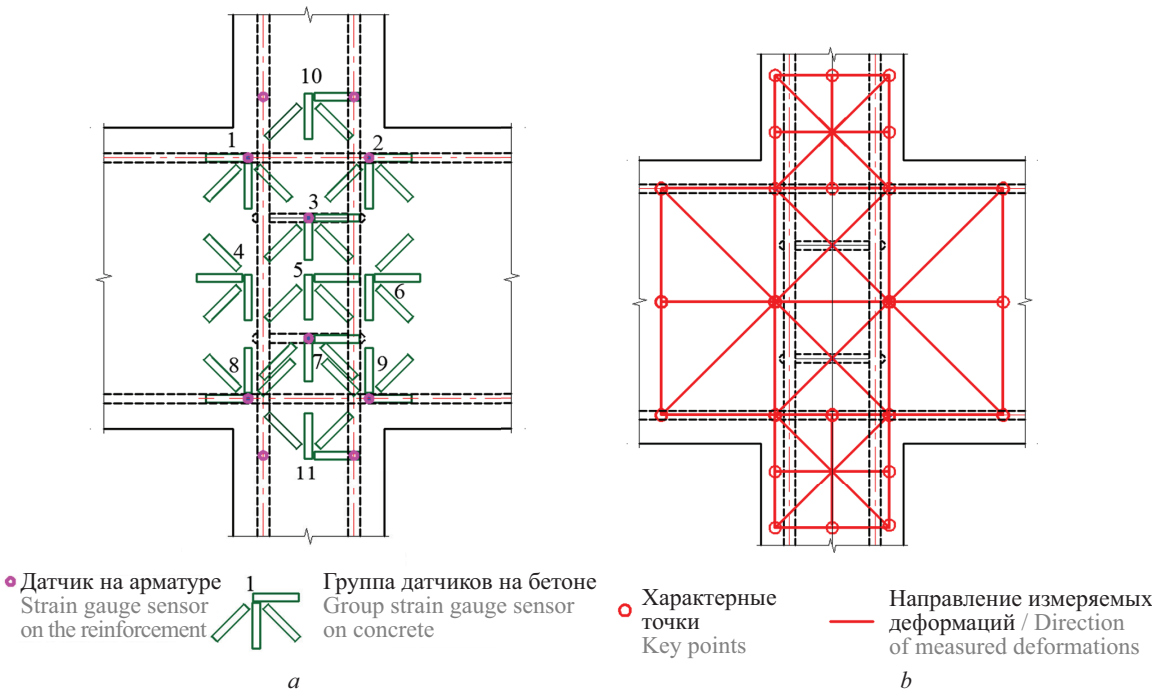 10
1
2
3
4
5
6
7
8
9
11
Датчик на арматуре
Strain gauge sensor
on the reinforcement
1
Группа датчиков на бетоне
Group strain gauge sensor
on concrete
a
Характерные
точки
Key points
Направление измеряемых
деформаций / Direction
of measured deformations
b